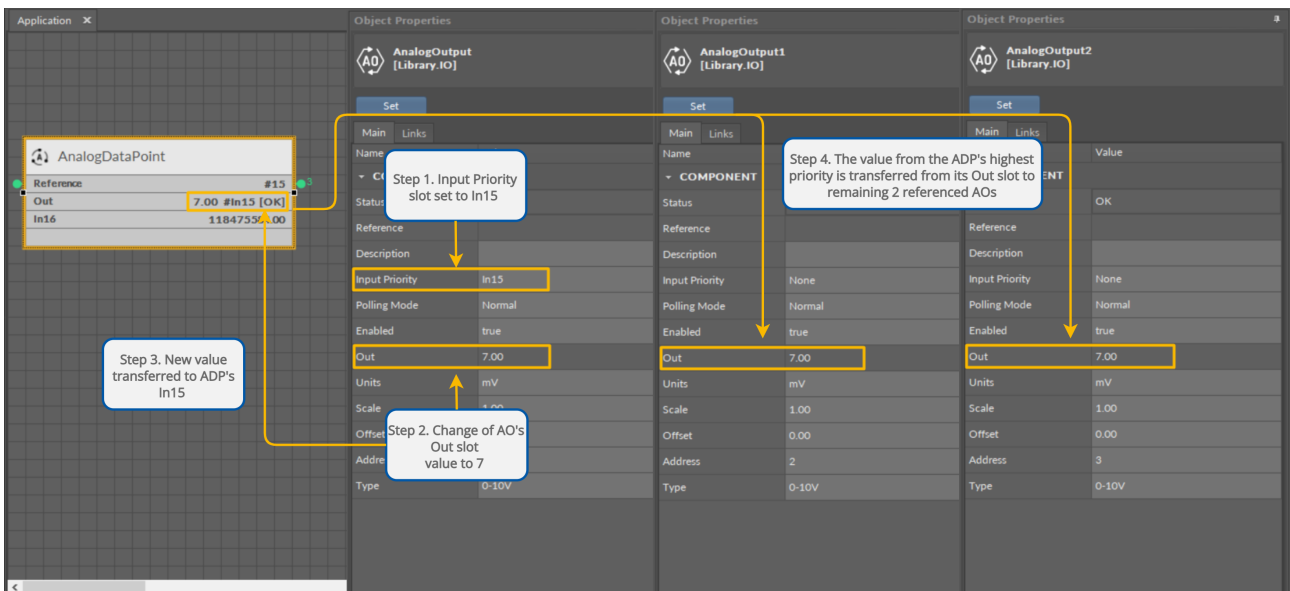 Application ×
AnalogDataPoint
Reference #15
3
Out 7.00 #In15 [OK]
In16
Step 3. New value
transferred to ADP's
In15
Object Properties
AO
AnalogOutput
[Library.IO]
Set
Main Links
Name
Step 1. Input Priority
slot set to In15
Status
Reference
Description
Input Priority In15
Polling Mode Normal
Enabled true
Out 7.00
Units mV
Scale 1.00
Offset
Step 2. Change of AO's
Out slot
value to 7
Type 0-10V
Object Properties
AO
AnalogOutput1
[Library.IO]
Set
Main Links
Name
COMPONENT
Status
Reference
Description
Input Priority None
Polling Mode Normal
Enabled true
Out 7.00
Units mV
Scale 1.00
Offset 0.00
Address 2
Type 0-10V
Step 4. The value from the ADP's highest
priority is transferred from its Out slot to
remaining 2 referenced AOs
Object Properties
AO
AnalogOutput2
[Library.IO]
Set
Main Links
Value
OK
Reference
Description
Input Priority None
Polling Mode Normal
Enabled true
Out 7.00
Units mV
Scale 1.00
Offset 0.00
Address 3
Type 0-10V